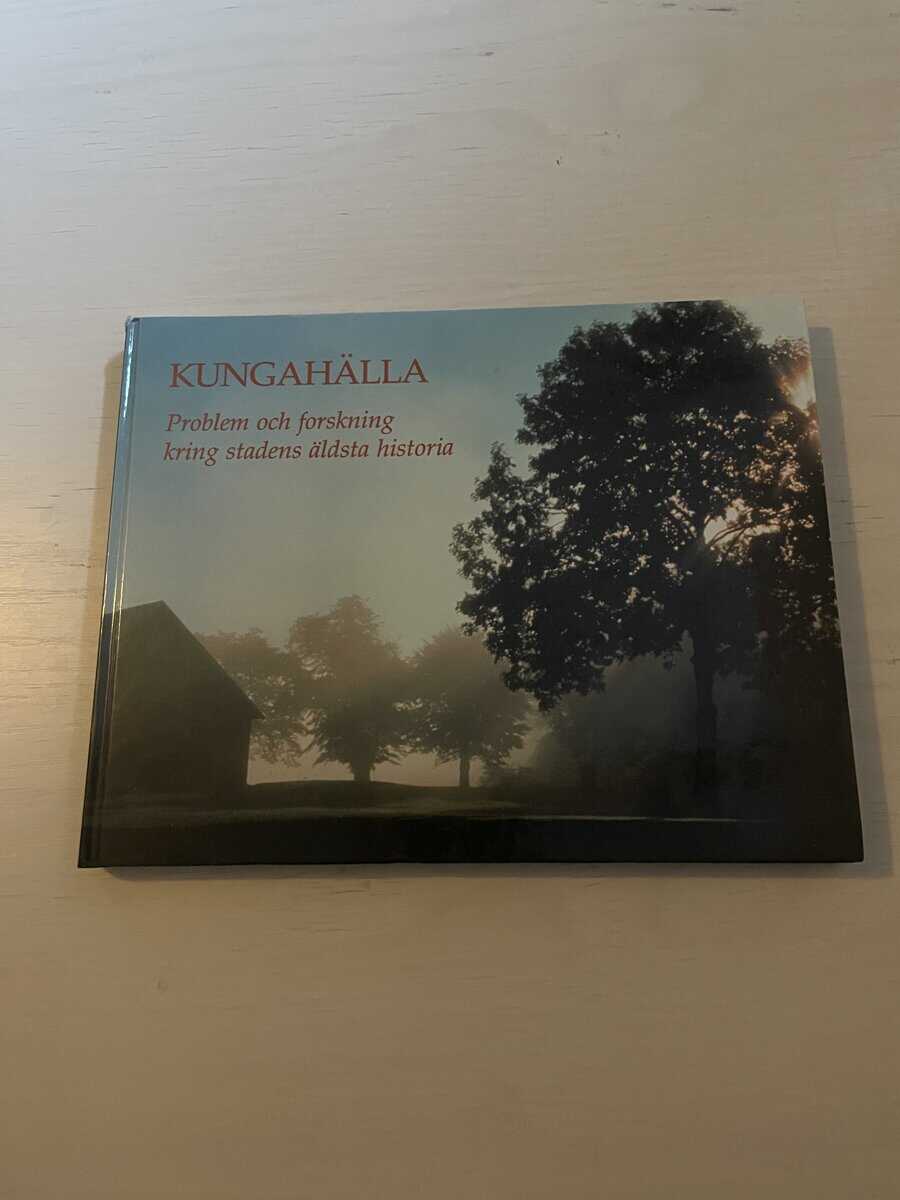 KUNGAHÄLLA
Problem och forskning
kring stadens äldsta historia